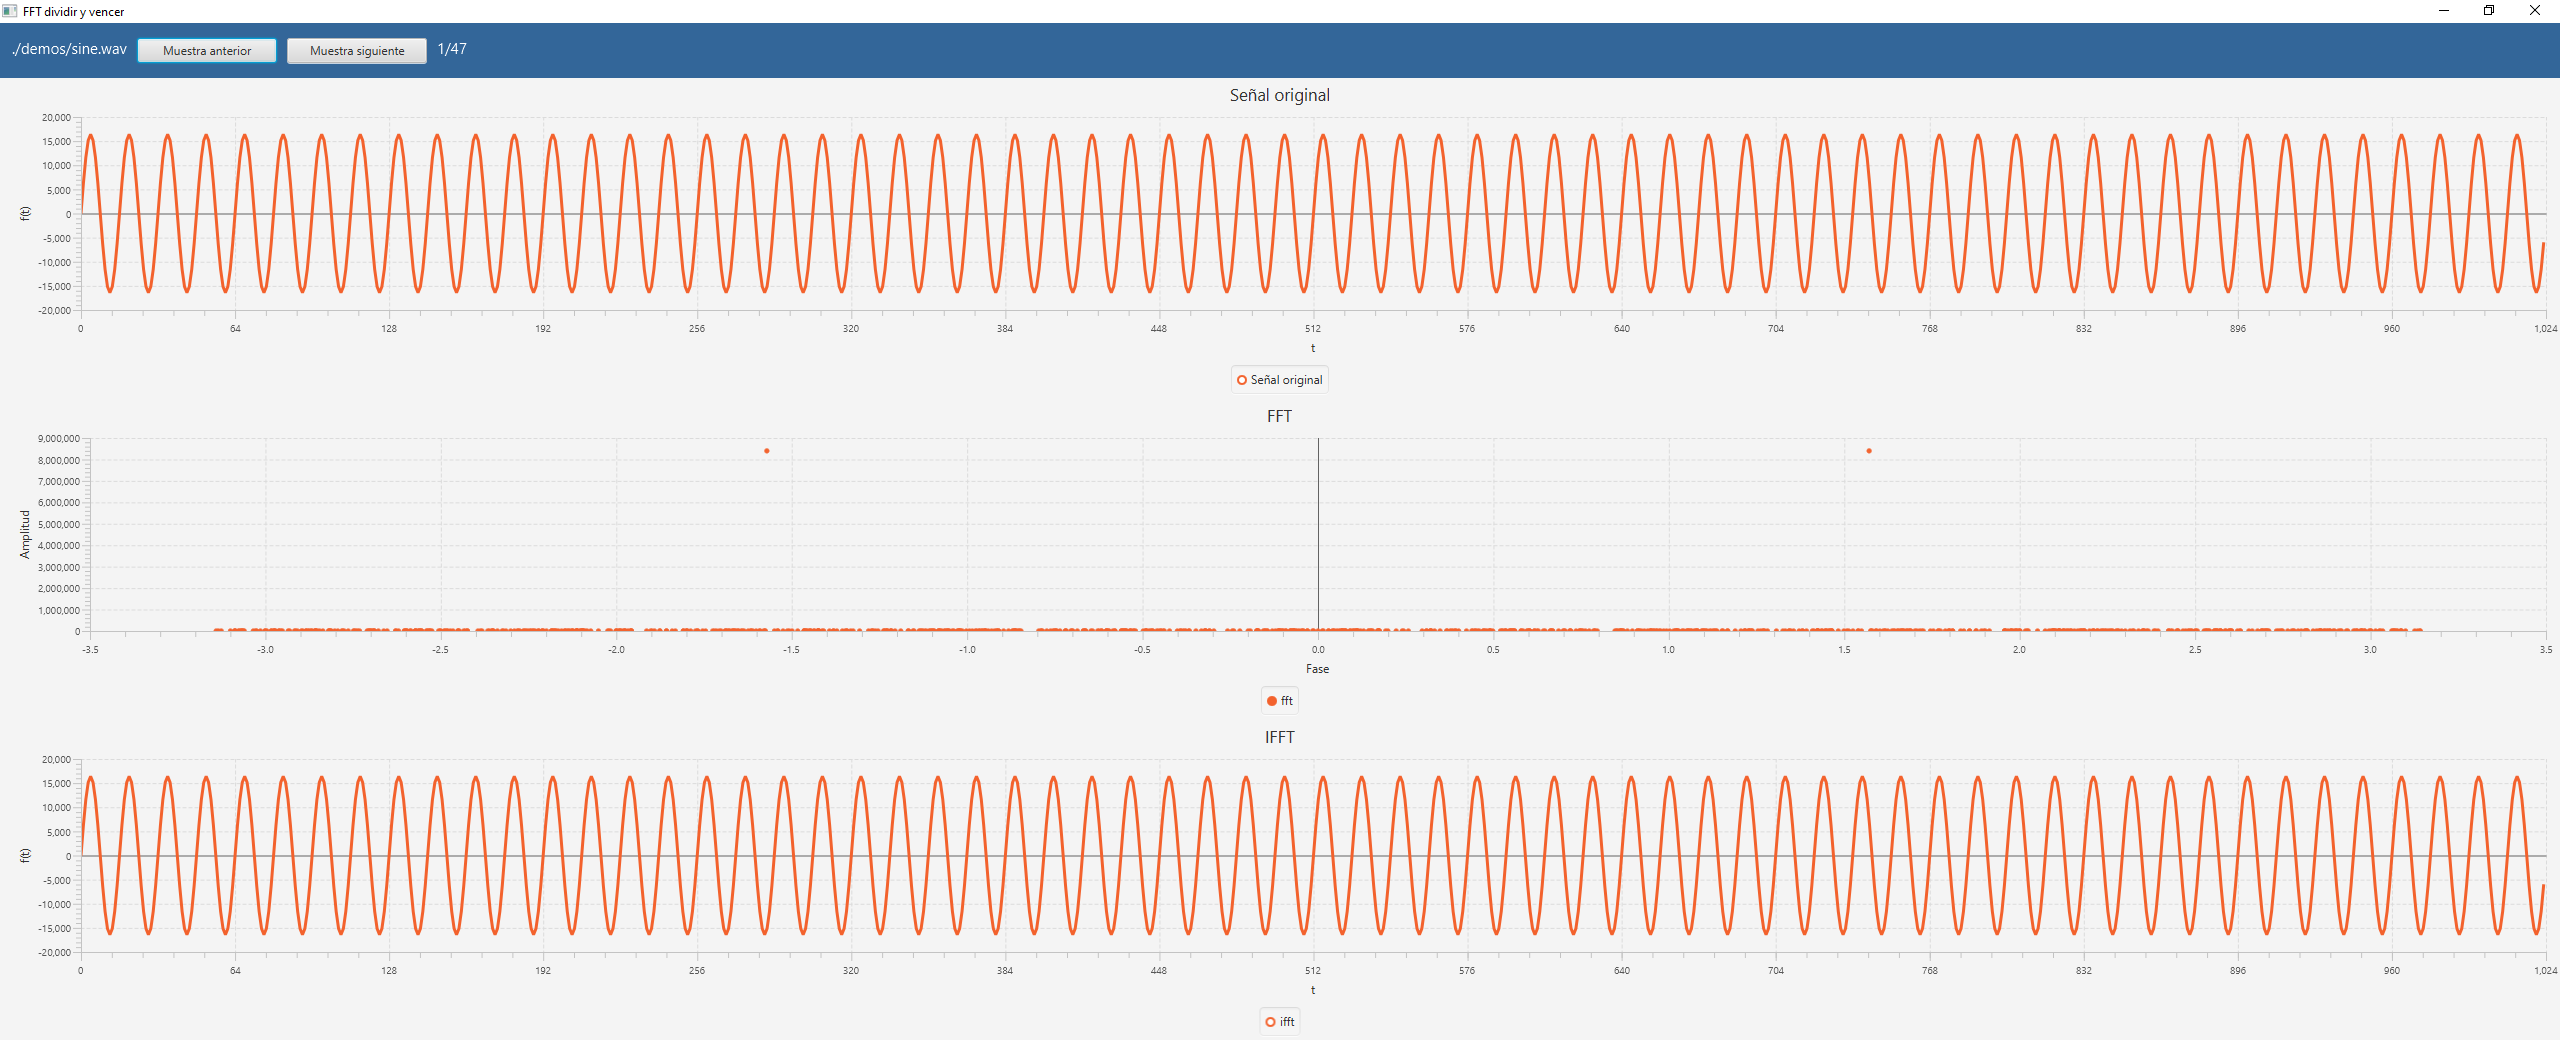 FFT dividir y vencer
./demos/sine.wav Muestra anterior Muestra siguiente 1/47
Señal original
20,000
15,000
10,000
5,000
0
-5,000
-10,000
-15,000
-20,000
f(t)
0 64 128 192 256 320 384 448 512 576 640 704 768 832 896 960 1,024
t
Señal original
FFT
9,000,000
8,000,000
7,000,000
6,000,000
5,000,000
4,000,000
3,000,000
2,000,000
1,000,000
0
Amplitud
-3.5 -3.0 -2.5 -2.0 -1.5 -1.0 -0.5 0.0 0.5 1.0 1.5 2.0 2.5 3.0 3.5
Fase
fft
IFFT
20,000
15,000
10,000
5,000
0
-5,000
-10,000
-15,000
-20,000
f(t)
0 64 128 192 256 320 384 448 512 576 640 704 768 832 896 960 1,024
t
ifft